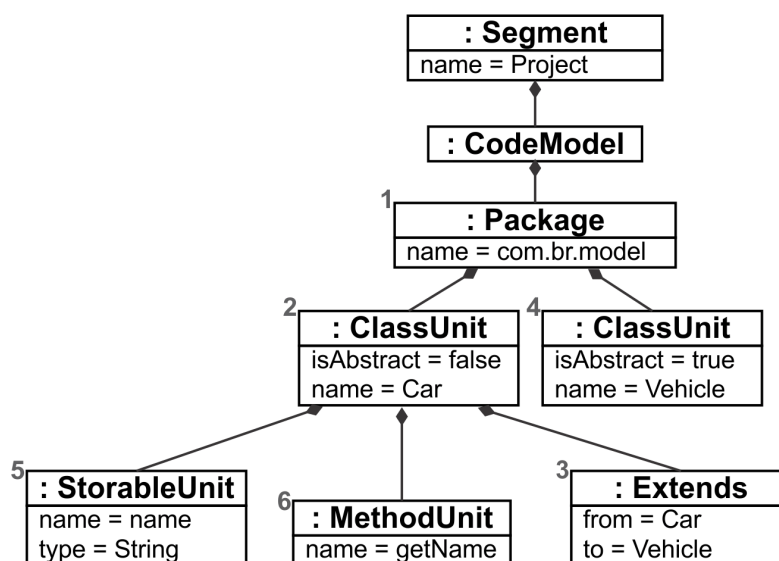 : Segment
name = Project
: CodeModel
1
: Package
name = com.br.model
2
: ClassUnit
isAbstract = false
name = Car
4
: ClassUnit
isAbstract = true
name = Vehicle
5
: StorableUnit
name = name
type = String
6
: MethodUnit
name = getName
3
: Extends
from = Car
to = Vehicle